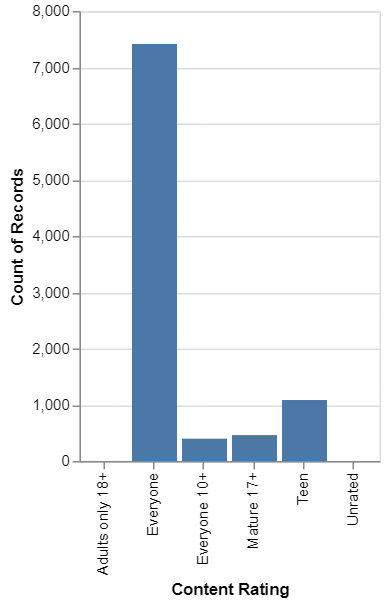 8,000
7,000
6,000
5,000
4,000
3,000
2,000
1,000
0
Count of Records
Adults only 18+
Everyone
Everyone 10+
Mature 17+
Teen
Unrated
Content Rating